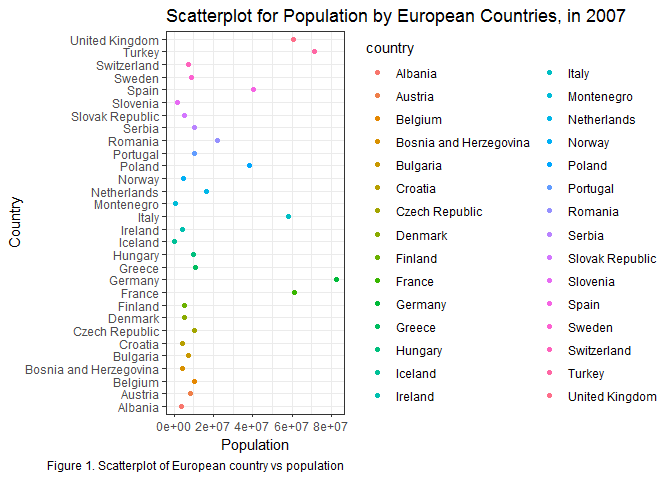 Scatterplot for Population by European Countries, in 2007
Country
United Kingdom
Turkey
Switzerland
Sweden
Spain
Slovenia
Slovak Republic
Serbia
Romania
Portugal
Poland
Norway
Netherlands
Montenegro
Italy
Ireland
Iceland
Hungary
Greece
Germany
France
Finland
Denmark
Czech Republic
Croatia
Bulgaria
Bosnia and Herzegovina
Belgium
Austria
Albania
0e+00 2e+07 4e+07 6e+07 8e+07
Population
Figure 1. Scatterplot of European country vs population
country
Albania
Austria
Belgium
Bosnia and Herzegovina
Bulgaria
Croatia
Czech Republic
Denmark
Finland
France
Germany
Greece
Hungary
Iceland
Ireland
Italy
Montenegro
Netherlands
Norway
Poland
Portugal
Romania
Serbia
Slovak Republic
Slovenia
Spain
Sweden
Switzerland
Turkey
United Kingdom